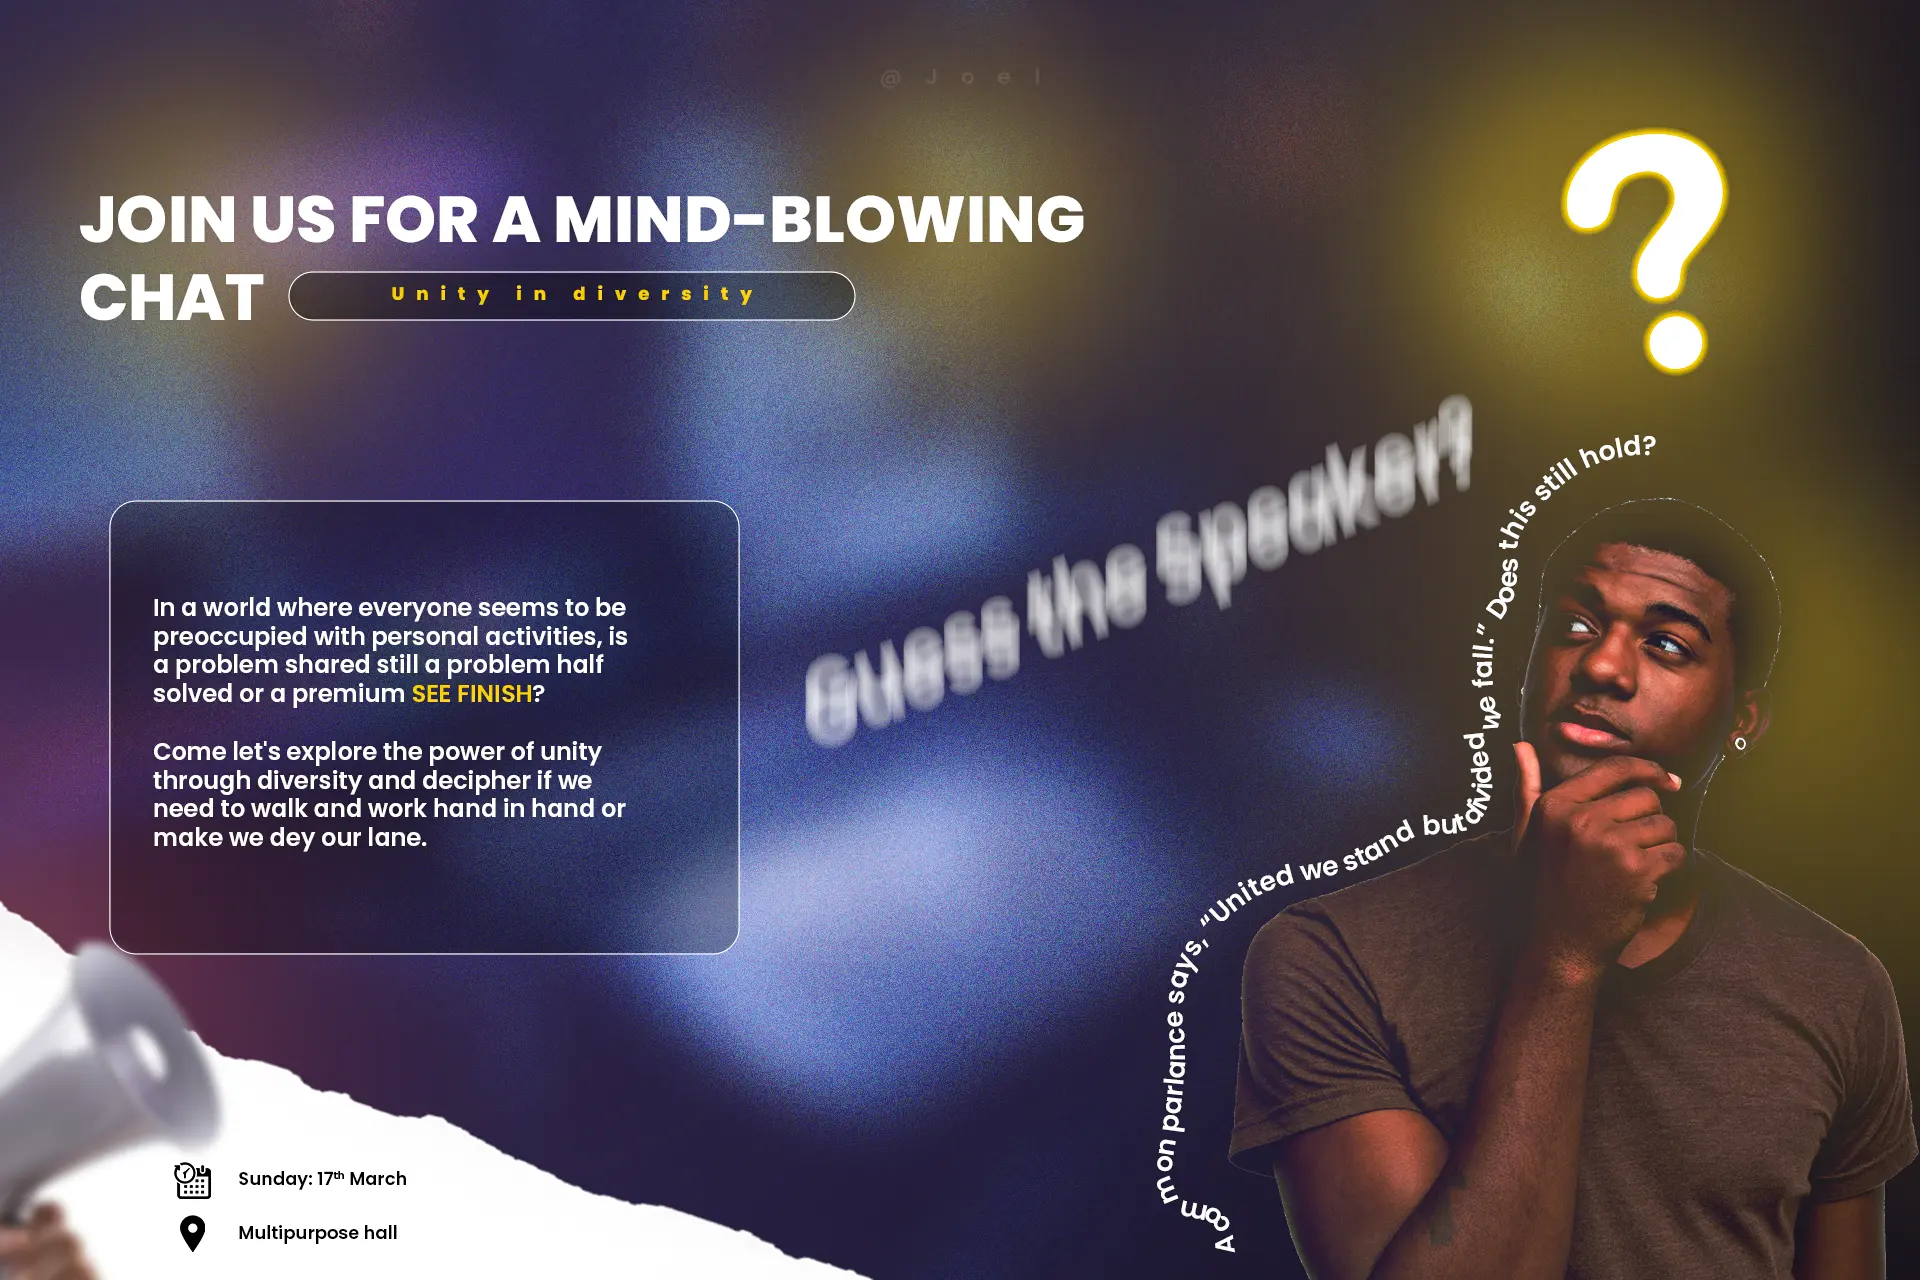 @Joel
JOIN US FOR A MIND-BLOWING
CHAT
Unity in diversity
?
Guess the Speaker?
A common parlance says, “United we stand but divided we fall.” Does this still hold?
In a world where everyone seems to be
preoccupied with personal activities, is
a problem shared still a problem half
solved or a premium SEE FINISH?
Come let's explore the power of unity
through diversity and decipher if we
need to walk and work hand in hand or
make we dey our lane.
Sunday: 17th March
Multipurpose hall